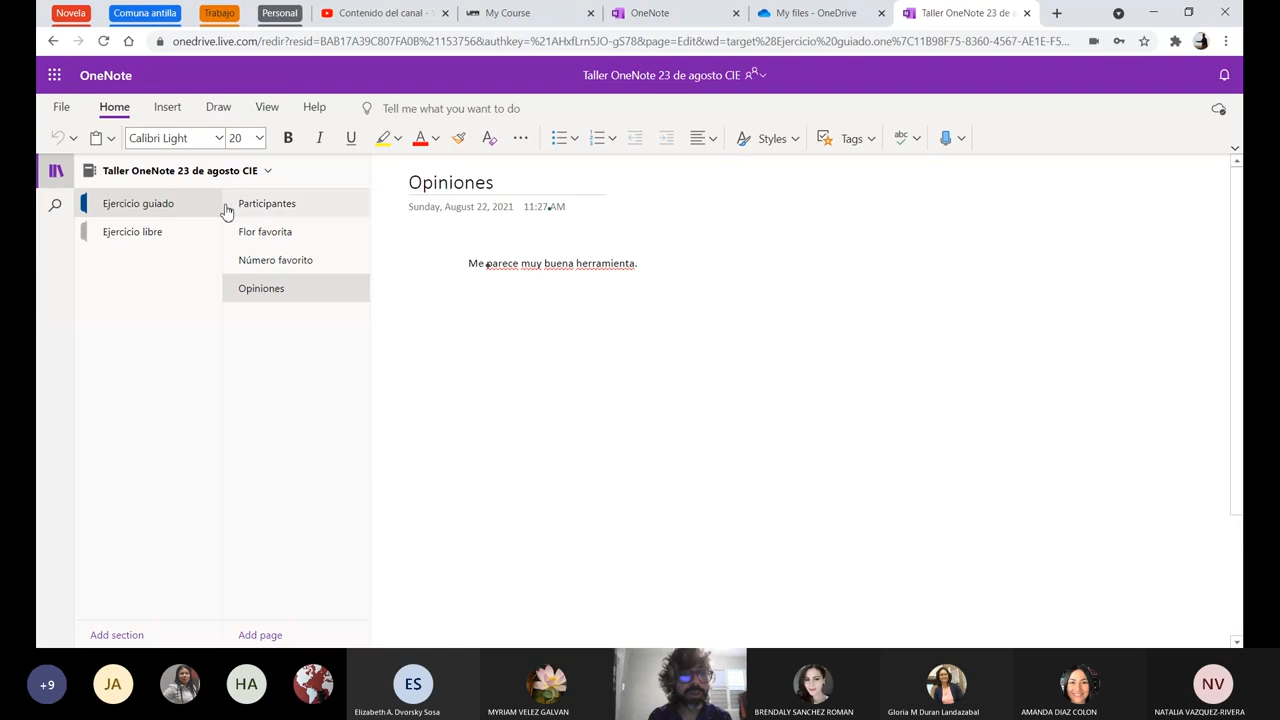 Novela
Comuna antilla
Trabajo
Personal
Contenido del canal -
My Course
OneNote
My files - OneDrive
Taller OneNote 23 de a
onedrive.live.com/redir?resid=BAB17A39C807FA0B%21153756&authkey=%21AHxfLrn5JO-gS78&page=Edit&wd=target%28Ejercicio%20guiado.one%7C11B98F75-8360-4567-AE1E-F5...
OneNote
Taller OneNote 23 de agosto CIE
File
Home
Insert
Draw
View
Help
Tell me what you want to do
Calibri Light
20
B
I
U
A
Styles
Tags
abc
Taller OneNote 23 de agosto CIE
Ejercicio guiado
Ejercicio libre
Participantes
Flor favorita
Número favorito
Opiniones
Add section
Add page
Opiniones
Sunday, August 22, 2021 11:27 AM
Me parece muy buena herramienta.
+9
JA
HA
ES
Elizabeth A. Dvorsky Sosa
MYRIAM VELEZ GALVAN
BRENDALY SANCHEZ ROMAN
Gloria M Duran Landazabal
AMANDA DIAZ COLON
NV
NATALIA VAZQUEZ-RIVERA